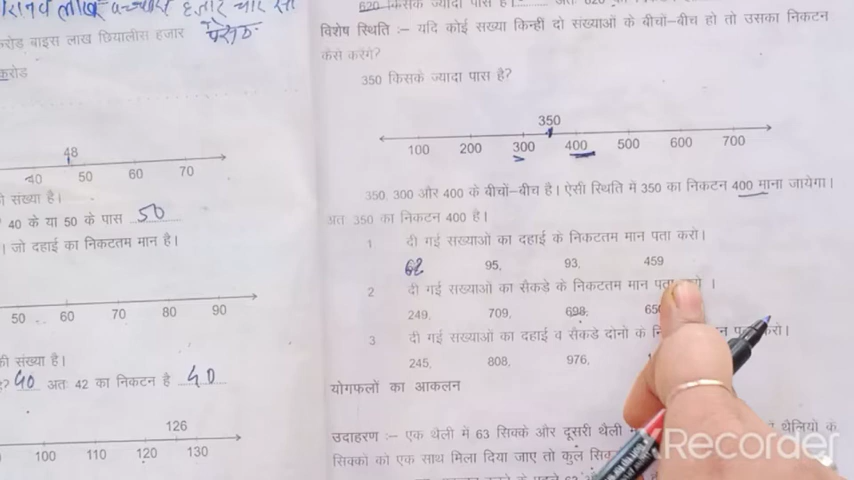 हजार चार सौ
करोड बाइस लाख छियालीस हजार पैंसठ
करोड
48
40 50 60 70
संख्या है।
40 के या 50 के पास 50
जो दहाई का निकटतम मान है।
50 60 70 80 90
की संख्या है।
40 अतः 42 का निकटन है 40
126
100 110 120 130
विशेष स्थिति :– यदि कोई संख्या किन्हीं दो संख्याओं के बीचों–बीच हो तो उसका निकटन
कैसे करेंगे?
350 किसके ज्यादा पास है?
350
100 200 300 400 500 600 700
350, 300 और 400 के बीचों–बीच है। ऐसी स्थिति में 350 का निकटन 400 माना जायेगा।
अतः 350 का निकटन 400 है।
1 दी गई संख्याओं का दहाई के निकटतम मान पता करो।
62 95, 93, 459
2 दी गई संख्याओं का सैकडे के निकटतम मान पता करो ।
249, 709, 698,
3 दी गई संख्याओं का दहाई व सैकडे दोनों के
245, 808, 976,
योगफलों का आकलन
उदाहरण :– एक थैली में 63 सिक्के और दूसरी थैली थैलियों के
सिक्कों को एक साथ मिला दिया जाए तो कुल
Recorder